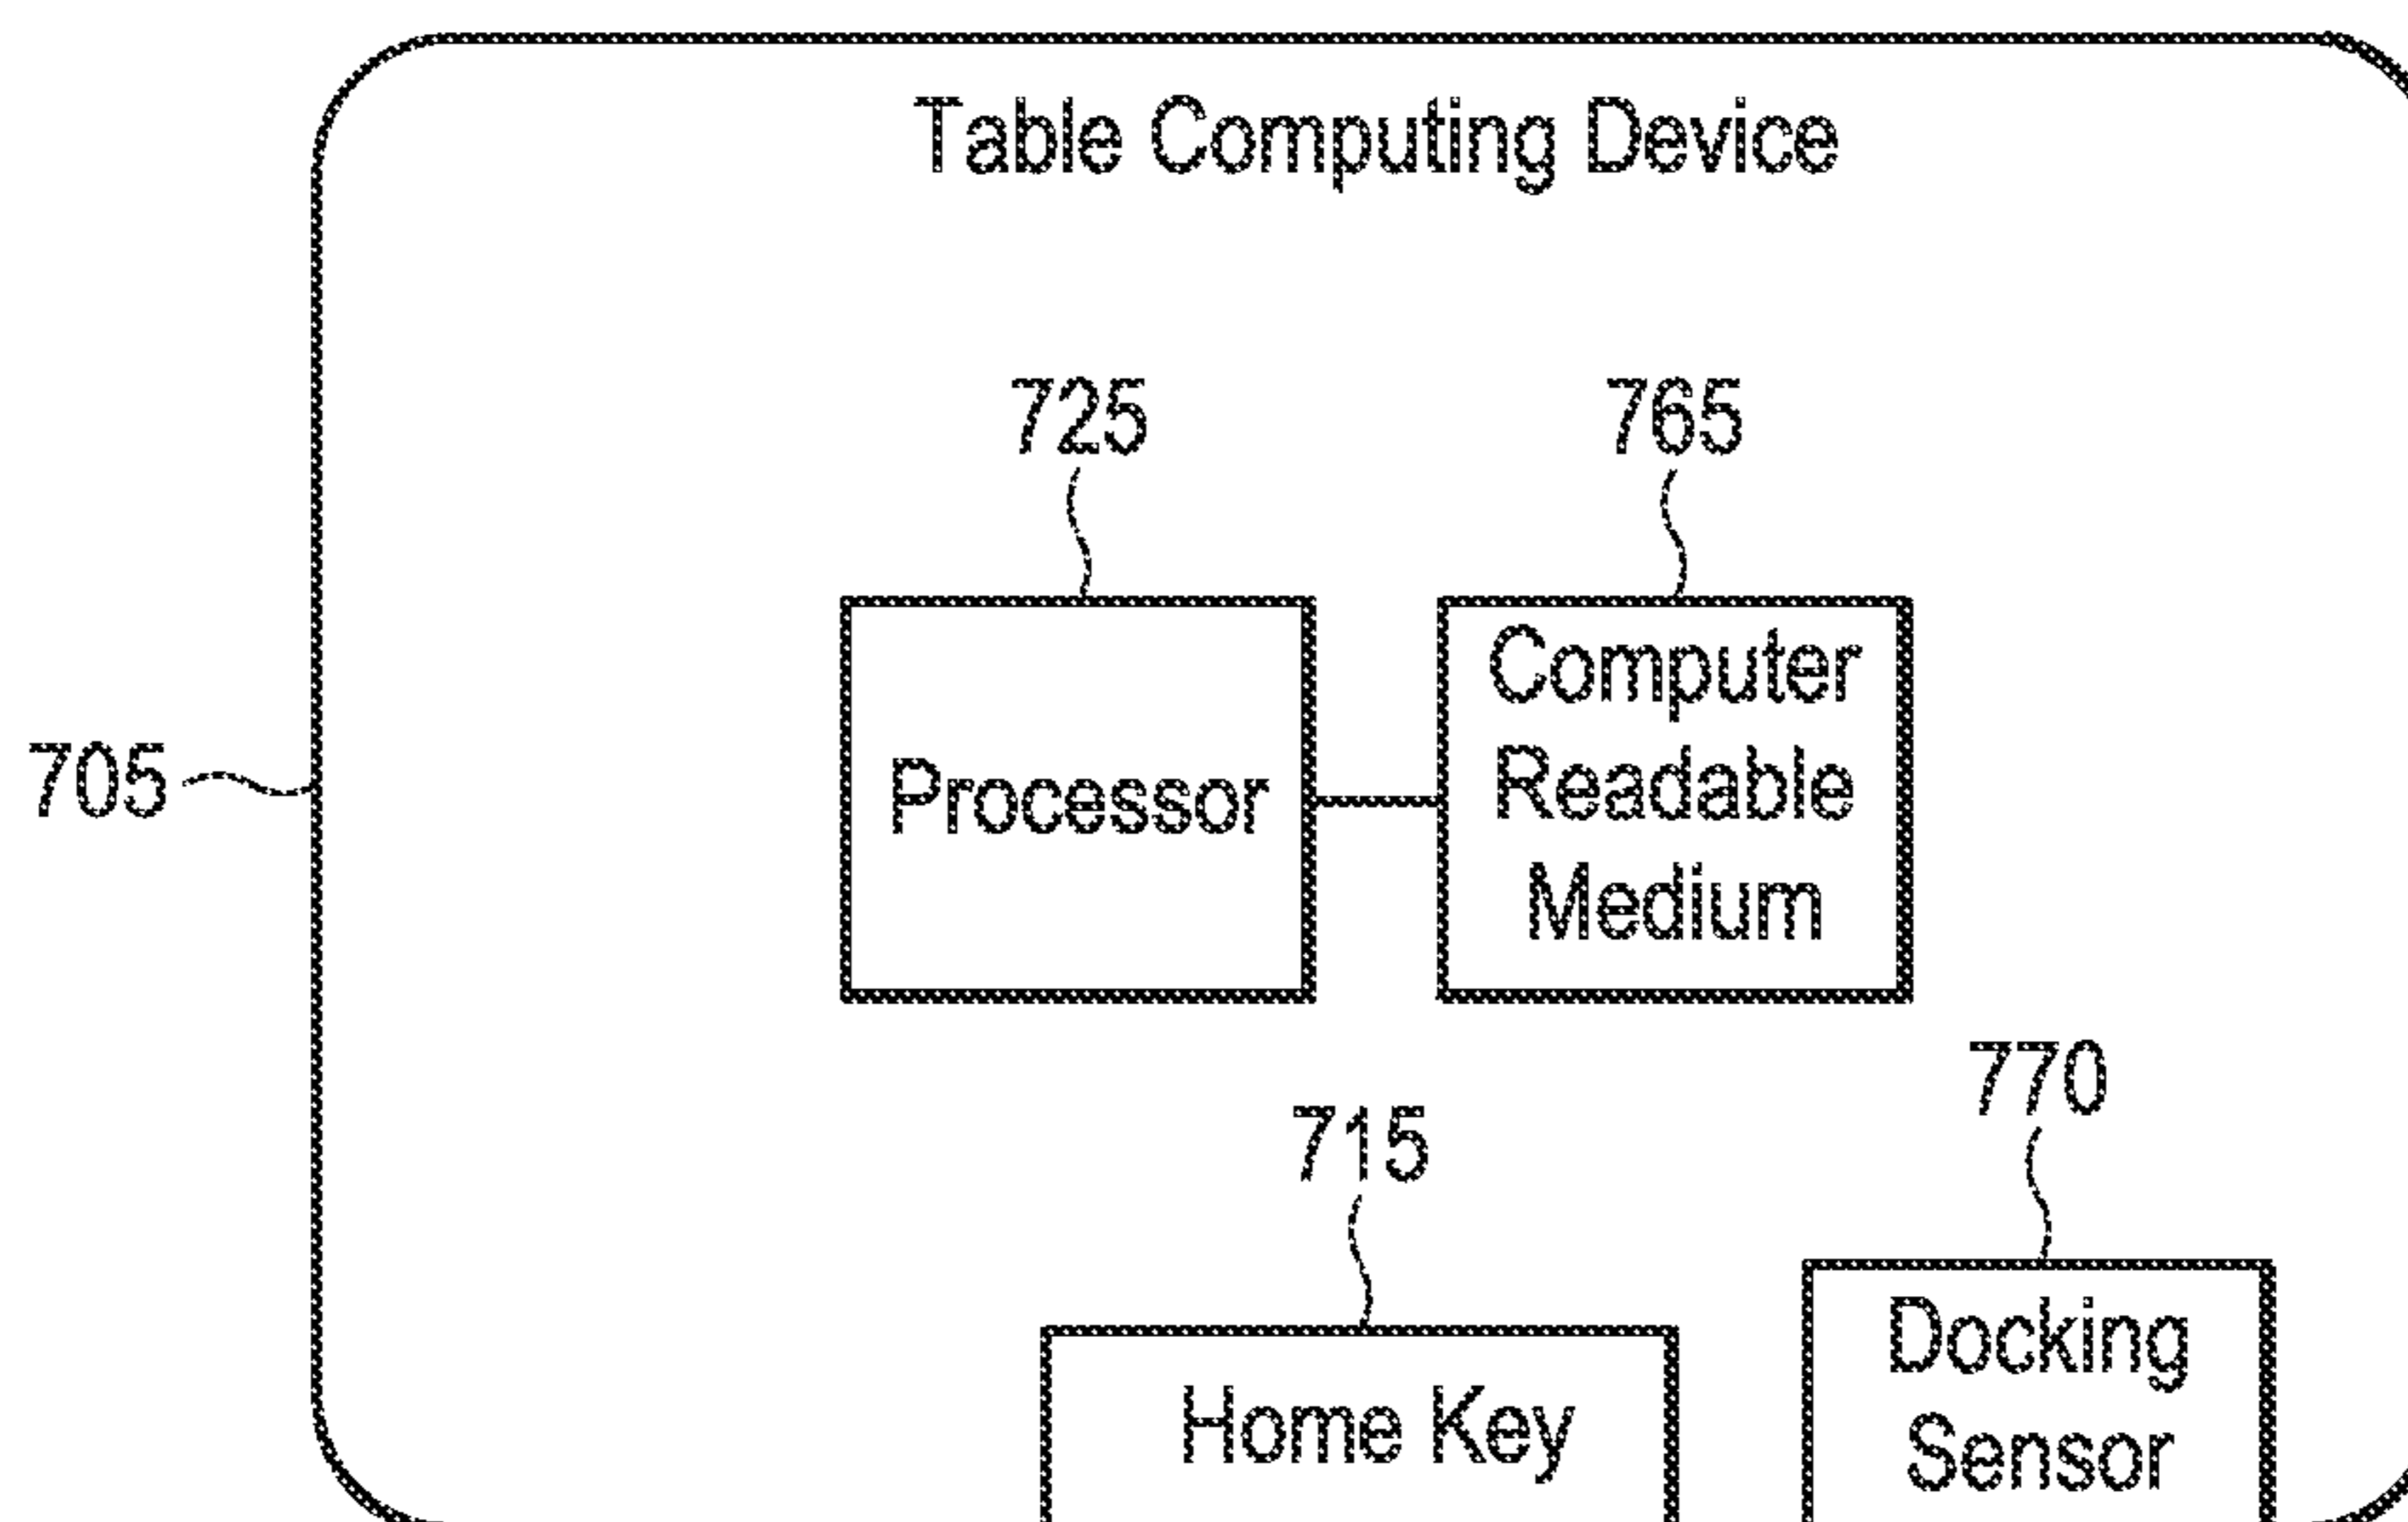 Table Computing Device
725
765
Computer
Readable
Medium
Processor
705
770
715
Docking
Sensor
Home Key